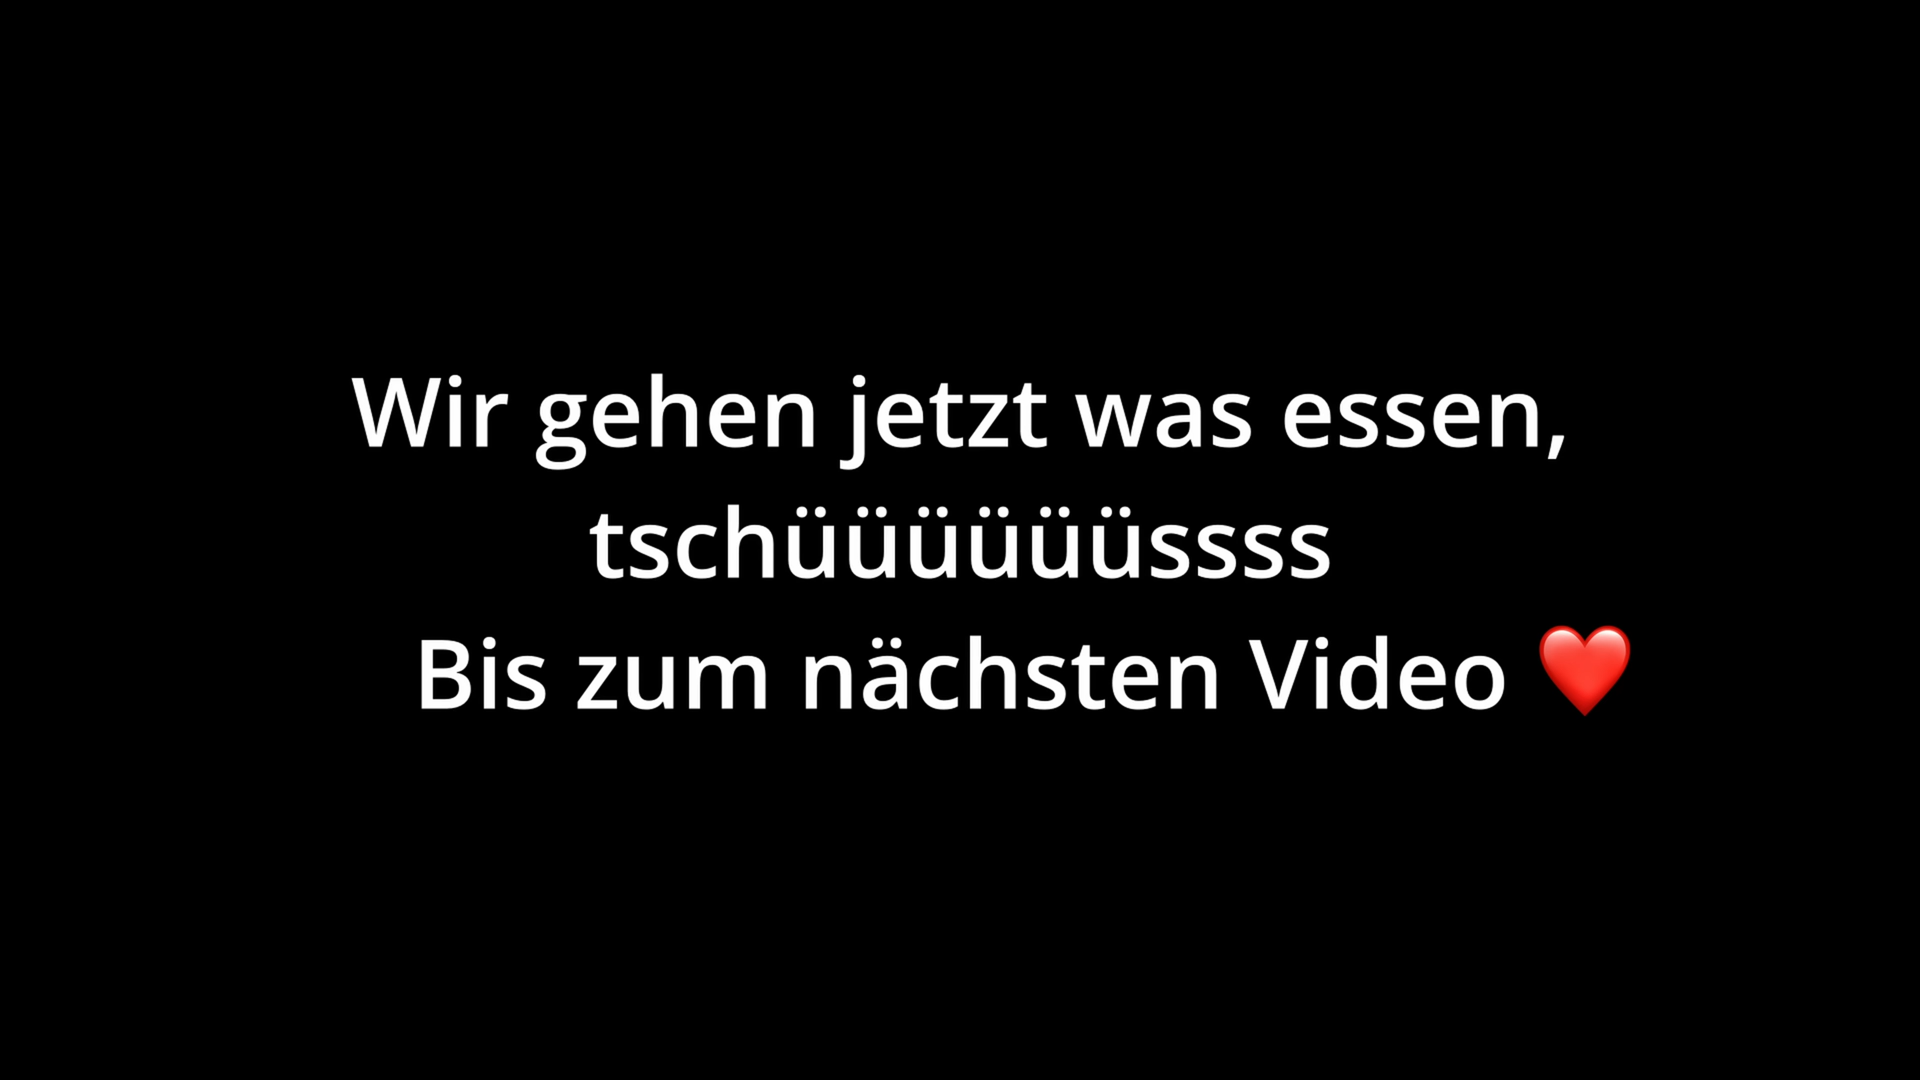 Wir gehen jetzt was essen,
tschüüüüüüssss
Bis zum nächsten Video ❤️